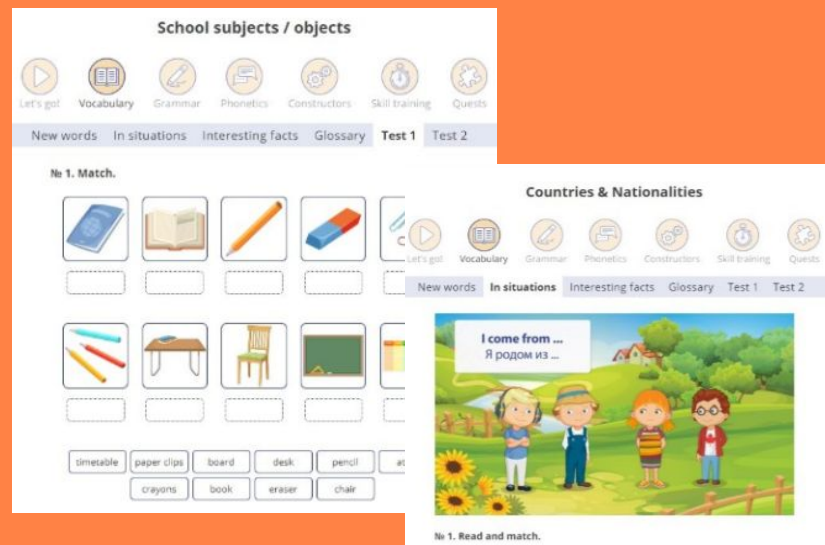 School subjects / objects
Let's go! Vocabulary Grammar Phonetics Constructors Skill training Quests
New words In situations Interesting facts Glossary Test 1 Test 2
№ 1. Match.
timetable paper clips board desk pencil
crayons book eraser chair
Countries & Nationalities
Let's go! Vocabulary Grammar Phonetics Constructors Skill training Quests
New words In situations Interesting facts Glossary Test 1 Test 2
I come from ...
Я родом из ...
№ 1. Read and match.